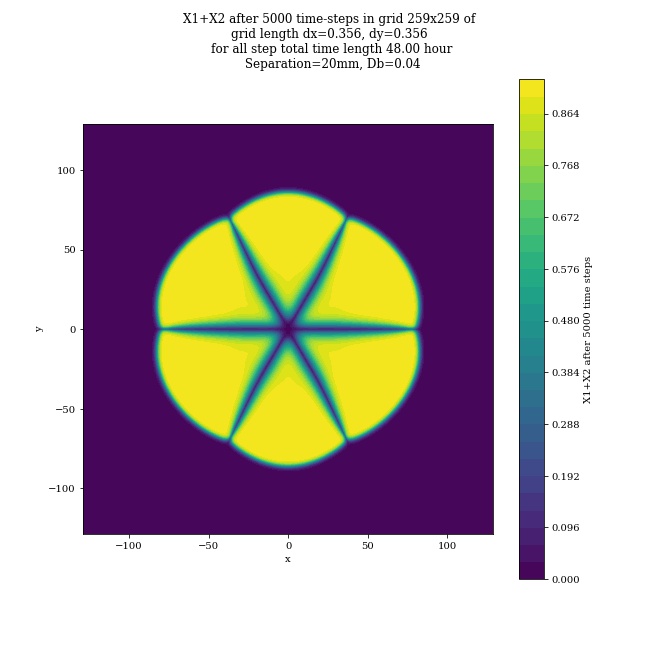 X1+X2 after 5000 time-steps in grid 259x259 of
grid length dx=0.356, dy=0.356
for all step total time length 48.00 hour
Separation=20mm, Db=0.04
0.864
0.768
0.672
0.576
0.480
0.384
0.288
0.192
0.096
0.000
X1+X2 after 5000 time steps
100
50
0
−50
−100
y
−100
−50
0
50
100
x